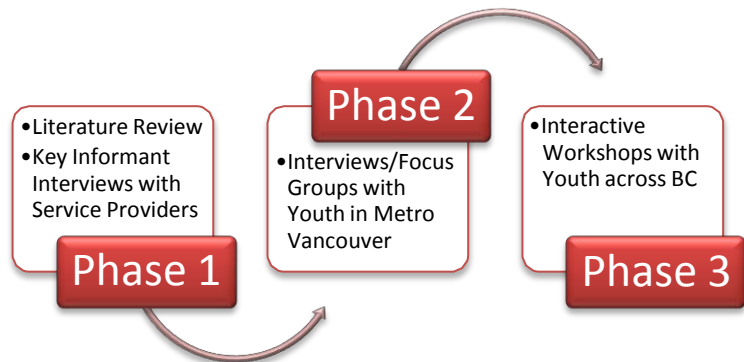 •Literature Review
•Key Informant
Interviews with
Service Providers
Phase 1
Phase 2
•Interviews/Focus
Groups with
Youth in Metro
Vancouver
•Interactive
Workshops with
Youth across BC
Phase 3